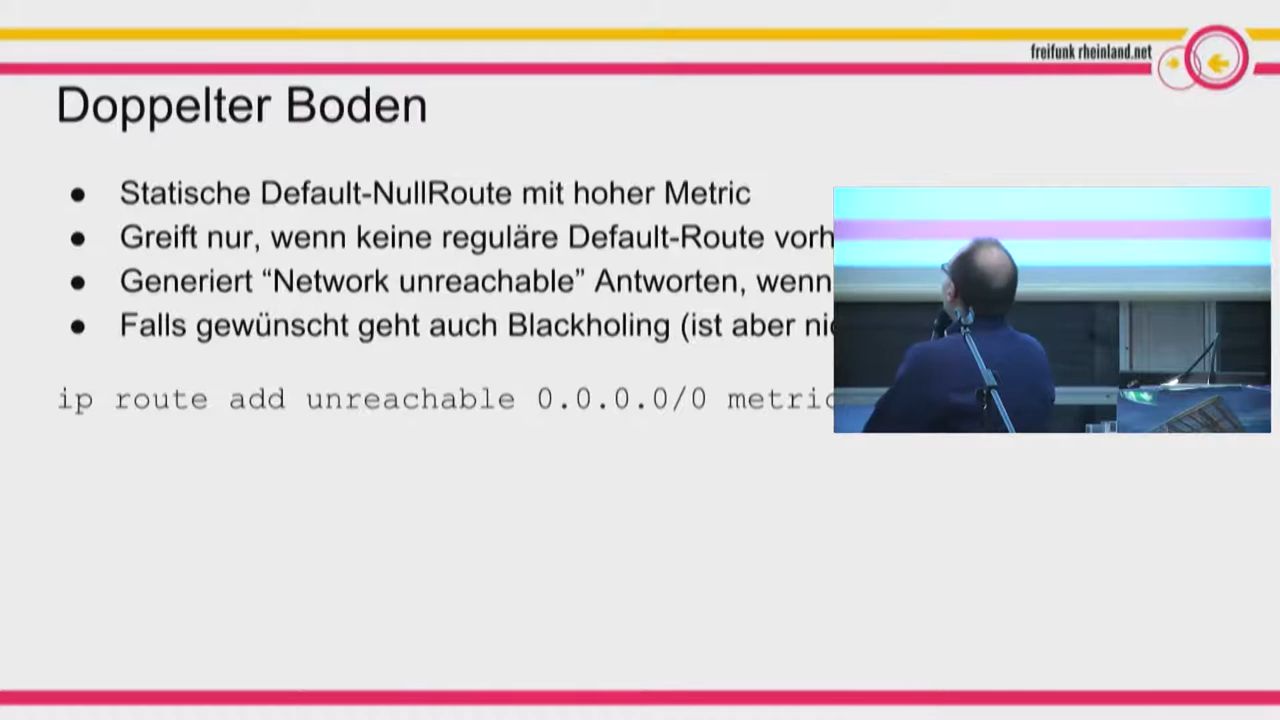 freifunk rheinland.net
Doppelter Boden
● Statische Default-NullRoute mit hoher Metric
● Greift nur, wenn keine reguläre Default-Route vorh
● Generiert “Network unreachable” Antworten, wenn
● Falls gewünscht geht auch Blackholing (ist aber nic
ip route add unreachable 0.0.0.0/0 metric